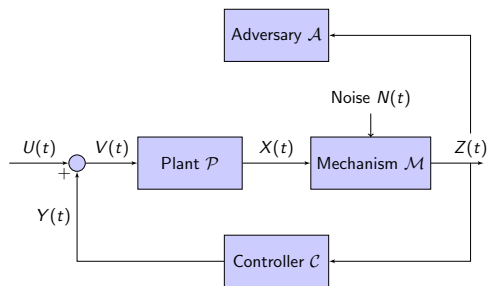 Adversary 𝒜
Noise N(t)
U(t)
V(t)
Plant 𝒫
X(t)
Mechanism ℳ
Z(t)
+
Y(t)
Controller 𝒞